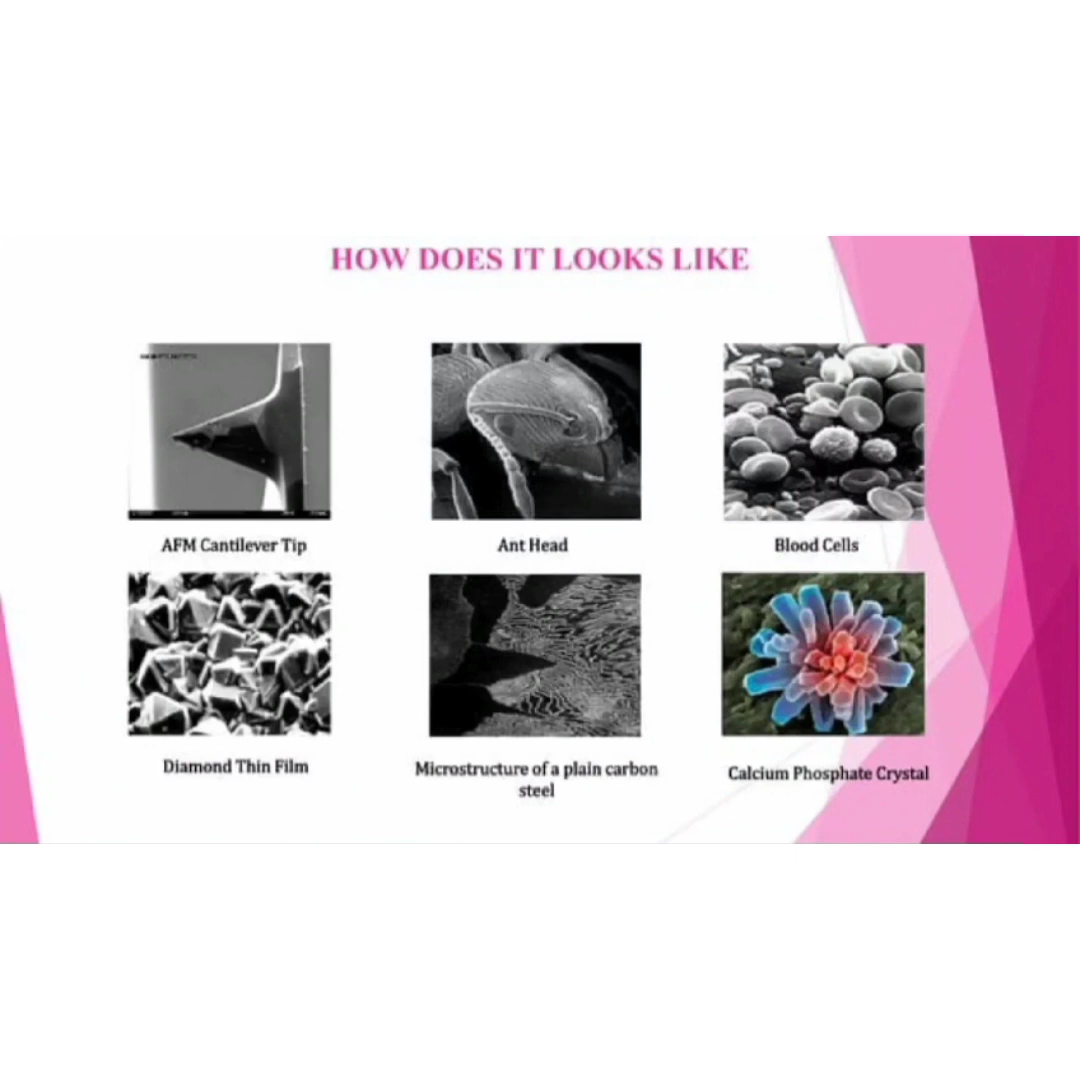 HOW DOES IT LOOKS LIKE
AFM Cantilever Tip
Ant Head
Blood Cells
Diamond Thin Film
Microstructure of a plain carbon
steel
Calcium Phosphate Crystal